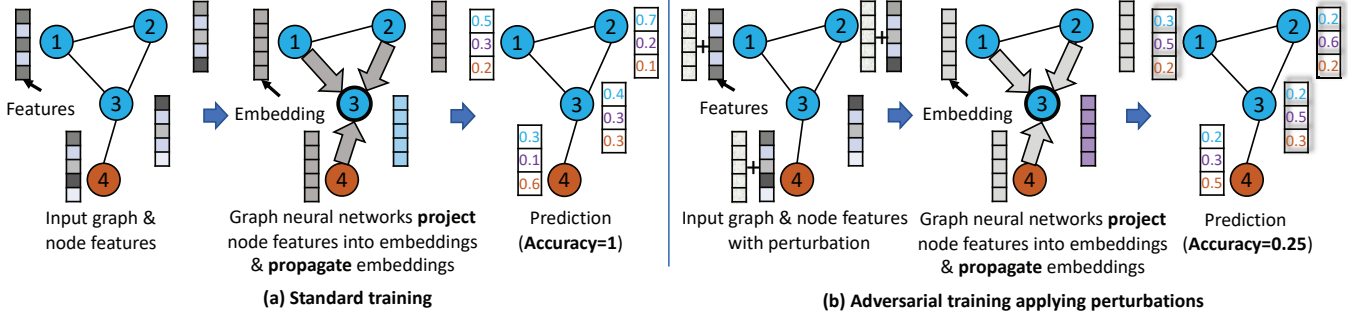 1
2
3
4
Features
Input graph &
node features
1
2
3
4
Embedding
Graph neural networks project
node features into embeddings
& propagate embeddings
0.5
0.3
0.2
0.7
0.2
0.1
1
2
3
4
0.4
0.3
0.3
0.3
0.1
0.6
Prediction
(Accuracy=1)
(a) Standard training
+
+
+
1
2
3
4
Features
Input graph & node features
with perturbation
1
2
3
4
Embedding
Graph neural networks project
node features into embeddings
& propagate embeddings
0.3
0.5
0.2
0.2
0.6
0.2
1
2
3
4
0.2
0.5
0.3
0.2
0.3
0.5
Prediction
(Accuracy=0.25)
(b) Adversarial training applying perturbations